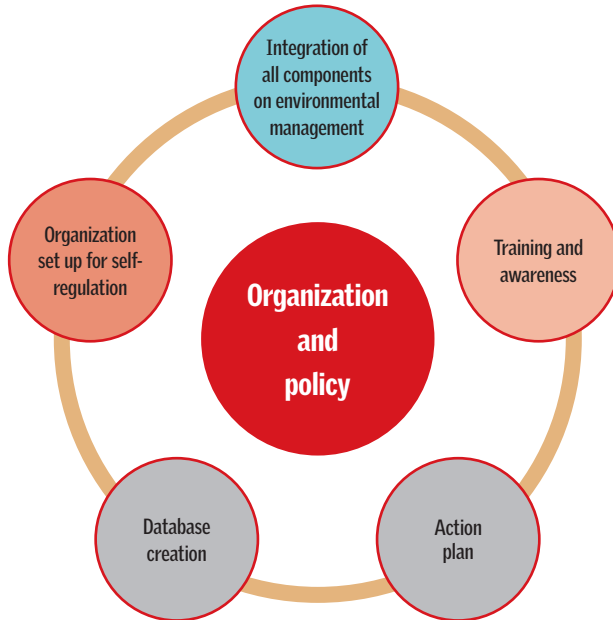 Integration of
all components
on environmental
management
Organization
set up for self-
regulation
Training and
awareness
Organization
and
policy
Database
creation
Action
plan